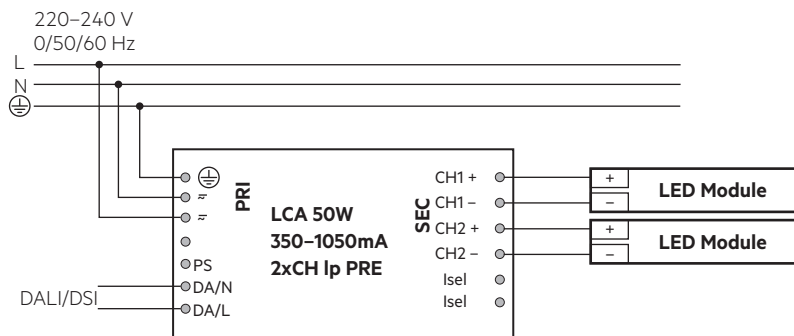 220–240 V
0/50/60 Hz
L
N
PRI
SEC
LCA 50W
350–1050mA
2xCH lp PRE
PS
DA/N
DA/L
DALI/DSI
CH1 +
CH1 –
CH2 +
CH2 –
Isel
Isel
+
–
LED Module
+
–
LED Module